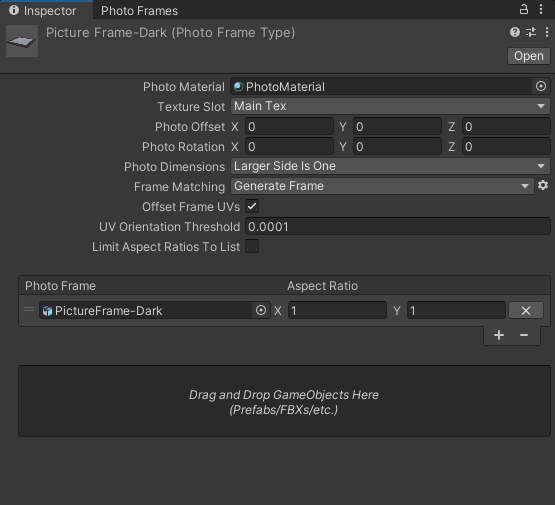 Inspector Photo Frames
Picture Frame-Dark (Photo Frame Type)
Open
Photo Material PhotoMaterial
Texture Slot Main Tex
Photo Offset X 0 Y 0 Z 0
Photo Rotation X 0 Y 0 Z 0
Photo Dimensions Larger Side Is One
Frame Matching Generate Frame
Offset Frame UVs
UV Orientation Threshold 0.0001
Limit Aspect Ratios To List
Photo Frame Aspect Ratio
PictureFrame-Dark X 1 Y 1
Drag and Drop GameObjects Here
(Prefabs/FBXs/etc.)